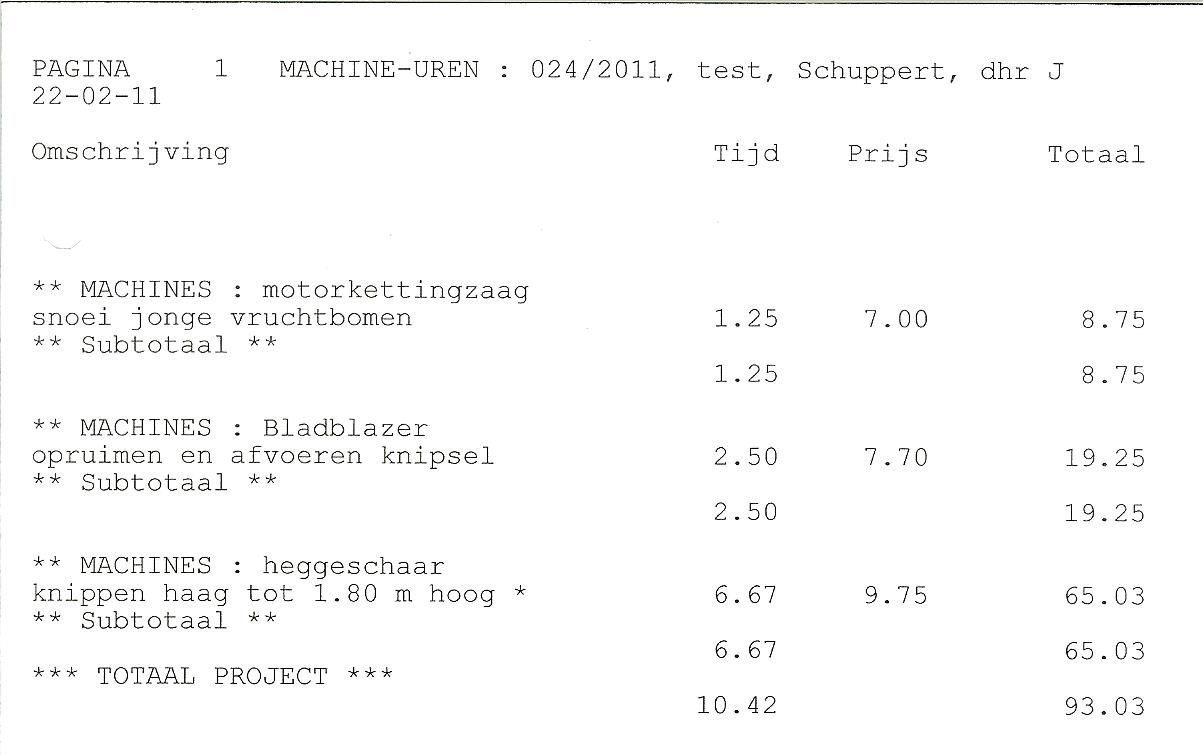 PAGINA 1 MACHINE-UREN : 024/2011, test, Schuppert, dhr J
22-02-11
Omschrijving Tijd Prijs Totaal
** MACHINES : motorkettingzaag
snoei jonge vruchtbomen 1.25 7.00 8.75
** Subtotaal **
1.25 8.75
** MACHINES : Bladblazer
opruimen en afvoeren knipsel 2.50 7.70 19.25
** Subtotaal **
2.50 19.25
** MACHINES : heggeschaar
knippen haag tot 1.80 m hoog * 6.67 9.75 65.03
** Subtotaal **
6.67 65.03
*** TOTAAL PROJECT ***
10.42 93.03